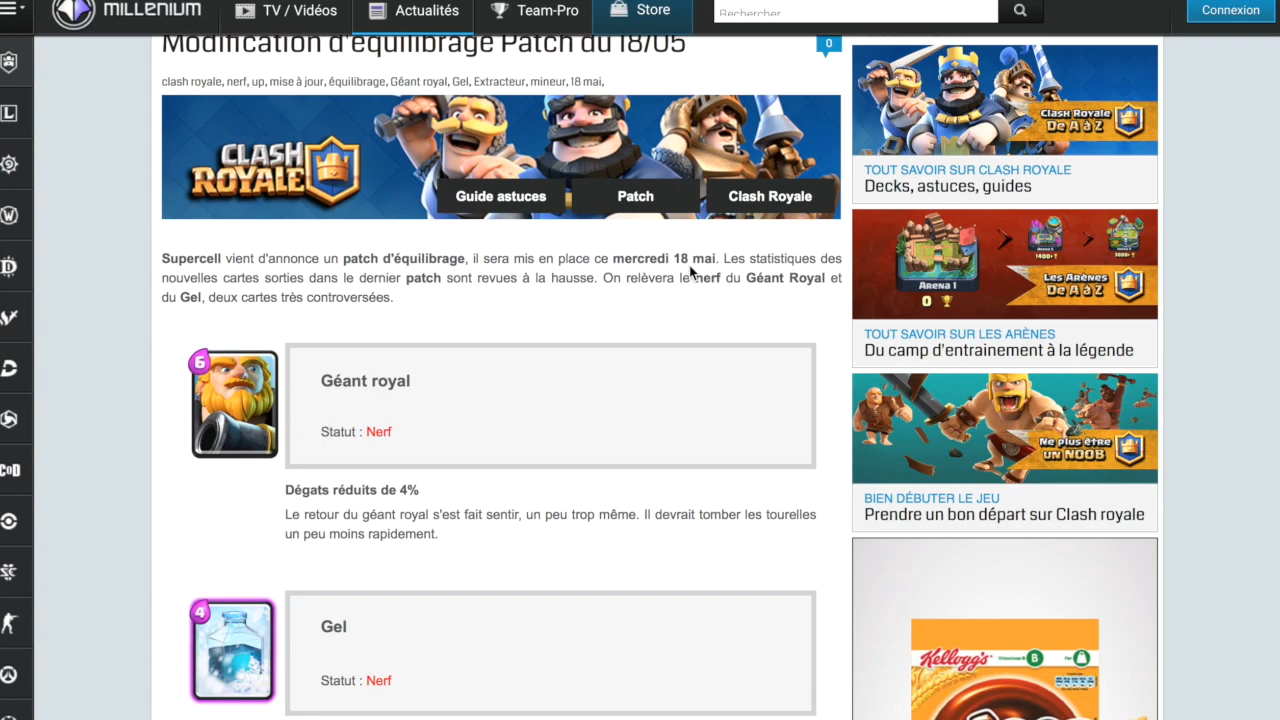 MILLENIUM
TV / Vidéos
Actualités
Team-Pro
Store
Rechercher
Connexion
Modification d'équilibrage Patch du 18/05
0
clash royale, nerf, up, mise à jour, équilibrage, Géant royal, Gel, Extracteur, mineur, 18 mai,
CLASH
ROYALE
Guide astuces
Patch
Clash Royale
Supercell vient d'annonce un patch d'équilibrage, il sera mis en place ce mercredi 18 mai. Les statistiques des
nouvelles cartes sorties dans le dernier patch sont revues à la hausse. On relèvera le nerf du Géant Royal et
du Gel, deux cartes très controversées.
6
Géant royal
Statut : Nerf
Dégats réduits de 4%
Le retour du géant royal s'est fait sentir, un peu trop même. Il devrait tomber les tourelles
un peu moins rapidement.
4
Gel
Statut : Nerf
Clash Royale
De A à Z
TOUT SAVOIR SUR CLASH ROYALE
Decks, astuces, guides
Arena 1
0
Les Arènes
De A à Z
TOUT SAVOIR SUR LES ARÈNES
Du camp d'entrainement à la légende
Ne plus être
un NOOB
BIEN DÉBUTER LE JEU
Prendre un bon départ sur Clash royale
Kellogg's
B
L
W
D
COD